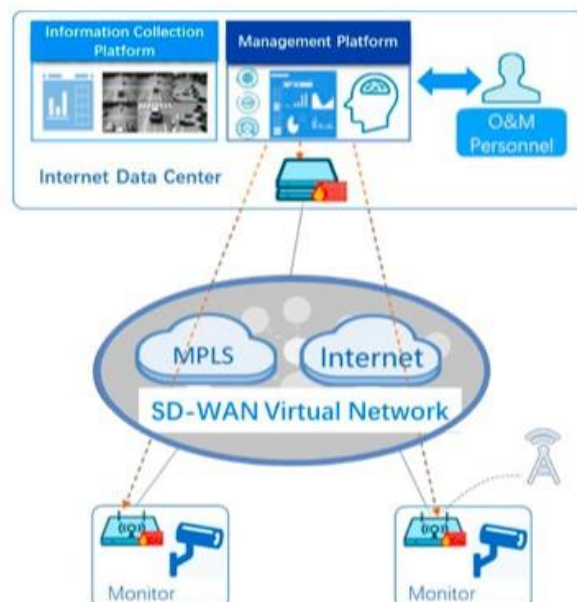 Information Collection
Platform
Management Platform
O&M
Personnel
Internet Data Center
MPLS
Internet
SD-WAN Virtual Network
Monitor
Monitor